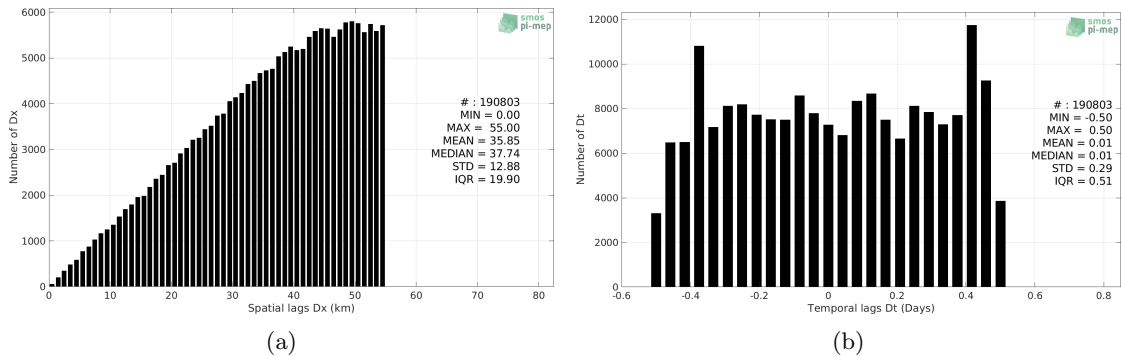 smos
pi-mep
6000
5000
4000
3000
2000
1000
0
Number of Dx
# : 190803
MIN = 0.00
MAX = 55.00
MEAN = 35.85
MEDIAN = 37.74
STD = 12.88
IQR = 19.90
0 10 20 30 40 50 60 70 80
Spatial lags Dx (km)
(a)
smos
pi-mep
12000
10000
8000
6000
4000
2000
0
Number of Dt
# : 190803
MIN = -0.50
MAX = 0.50
MEAN = 0.01
MEDIAN = 0.01
STD = 0.29
IQR = 0.51
-0.6 -0.4 -0.2 0 0.2 0.4 0.6 0.8
Temporal lags Dt (Days)
(b)